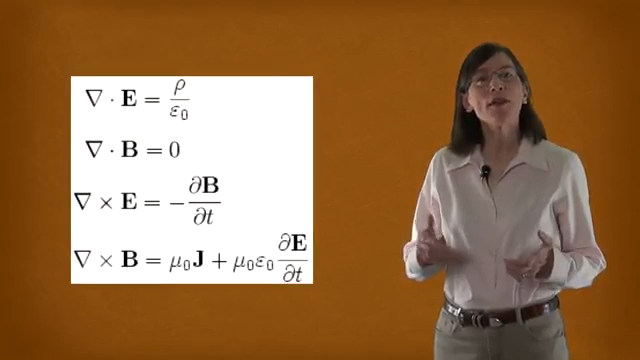 ∇ · E = ρ/ε₀
∇ · B = 0
∇ × E = −∂B/∂t
∇ × B = μ₀J + μ₀ε₀ ∂E/∂t